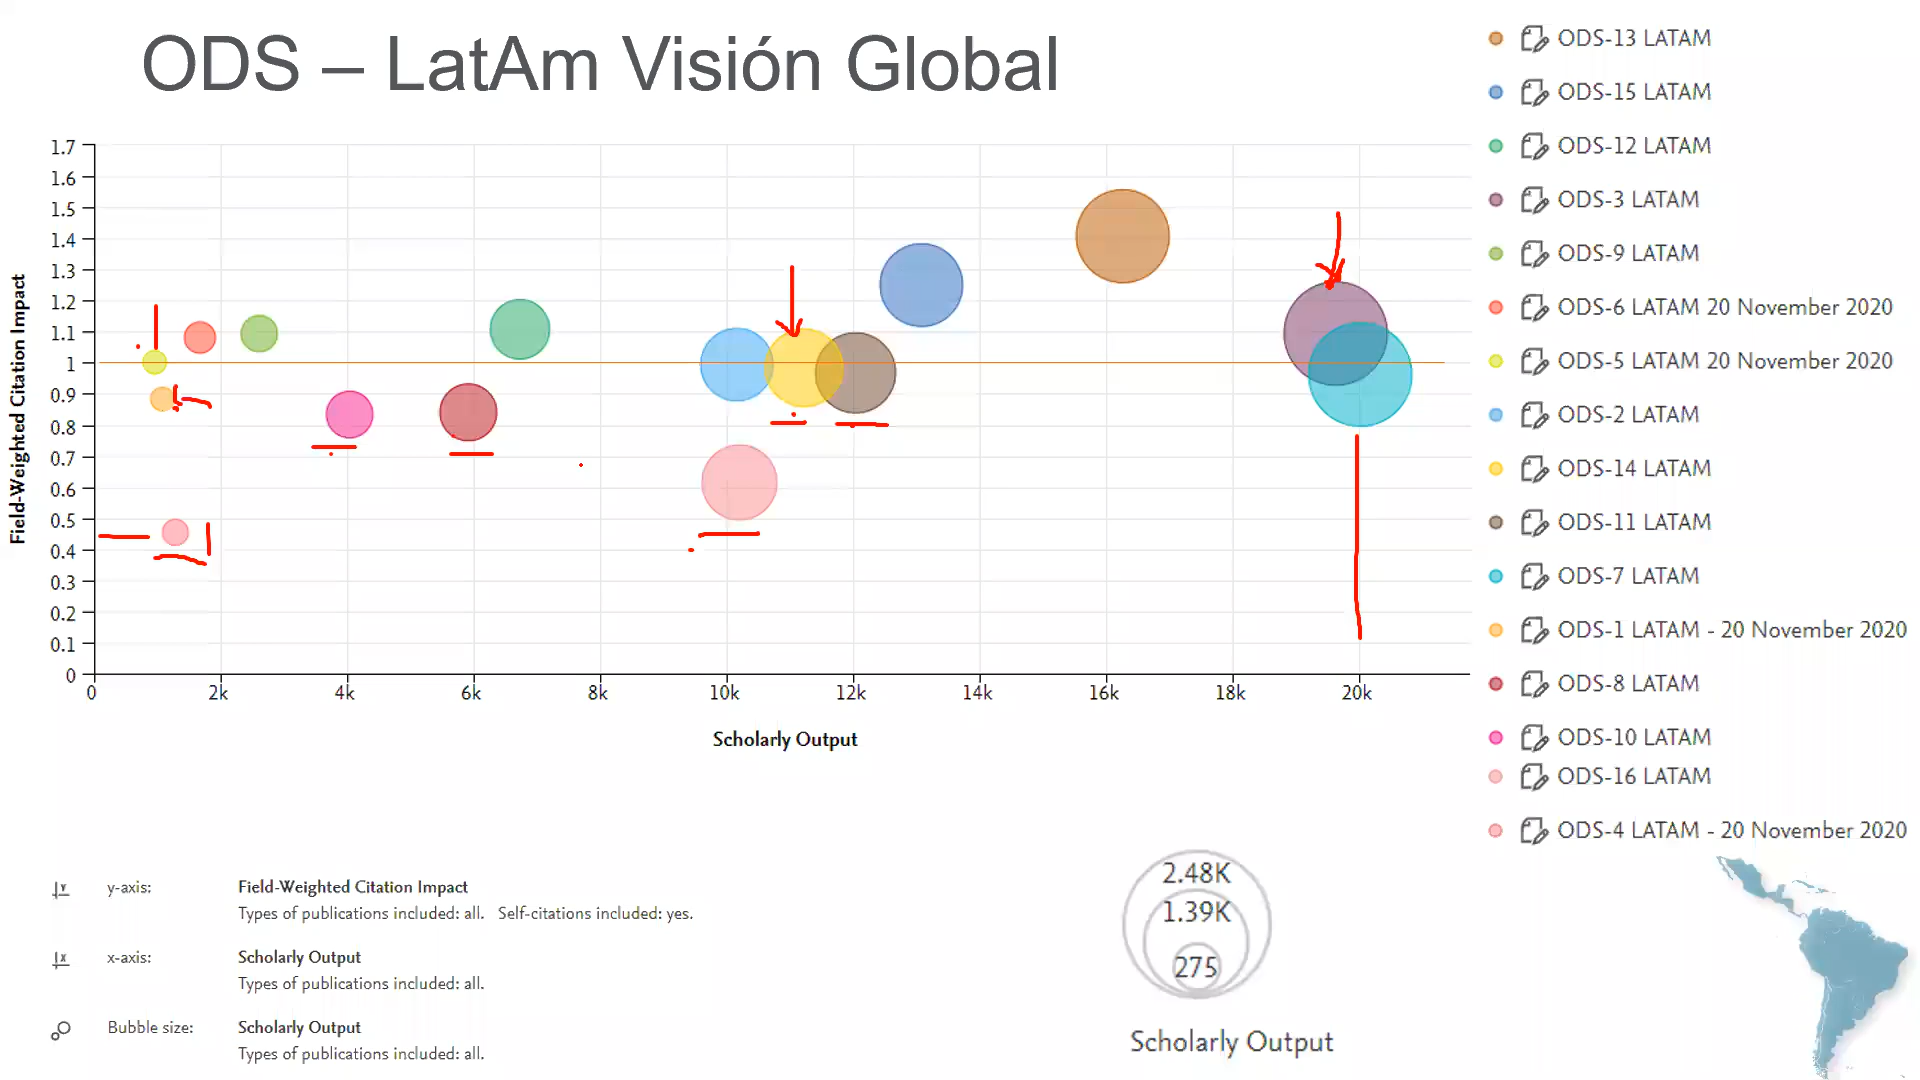 ODS – LatAm Visión Global
Field-Weighted Citation Impact
1.7
1.6
1.5
1.4
1.3
1.2
1.1
1
0.9
0.8
0.7
0.6
0.5
0.4
0.3
0.2
0.1
0
0 2k 4k 6k 8k 10k 12k 14k 16k 18k 20k
Scholarly Output
ODS-13 LATAM
ODS-15 LATAM
ODS-12 LATAM
ODS-3 LATAM
ODS-9 LATAM
ODS-6 LATAM 20 November 2020
ODS-5 LATAM 20 November 2020
ODS-2 LATAM
ODS-14 LATAM
ODS-11 LATAM
ODS-7 LATAM
ODS-1 LATAM - 20 November 2020
ODS-8 LATAM
ODS-10 LATAM
ODS-16 LATAM
ODS-4 LATAM - 20 November 2020
y-axis: Field-Weighted Citation Impact
Types of publications included: all. Self-citations included: yes.
x-axis: Scholarly Output
Types of publications included: all.
Bubble size: Scholarly Output
Types of publications included: all.
2.48K
1.39K
275
Scholarly Output